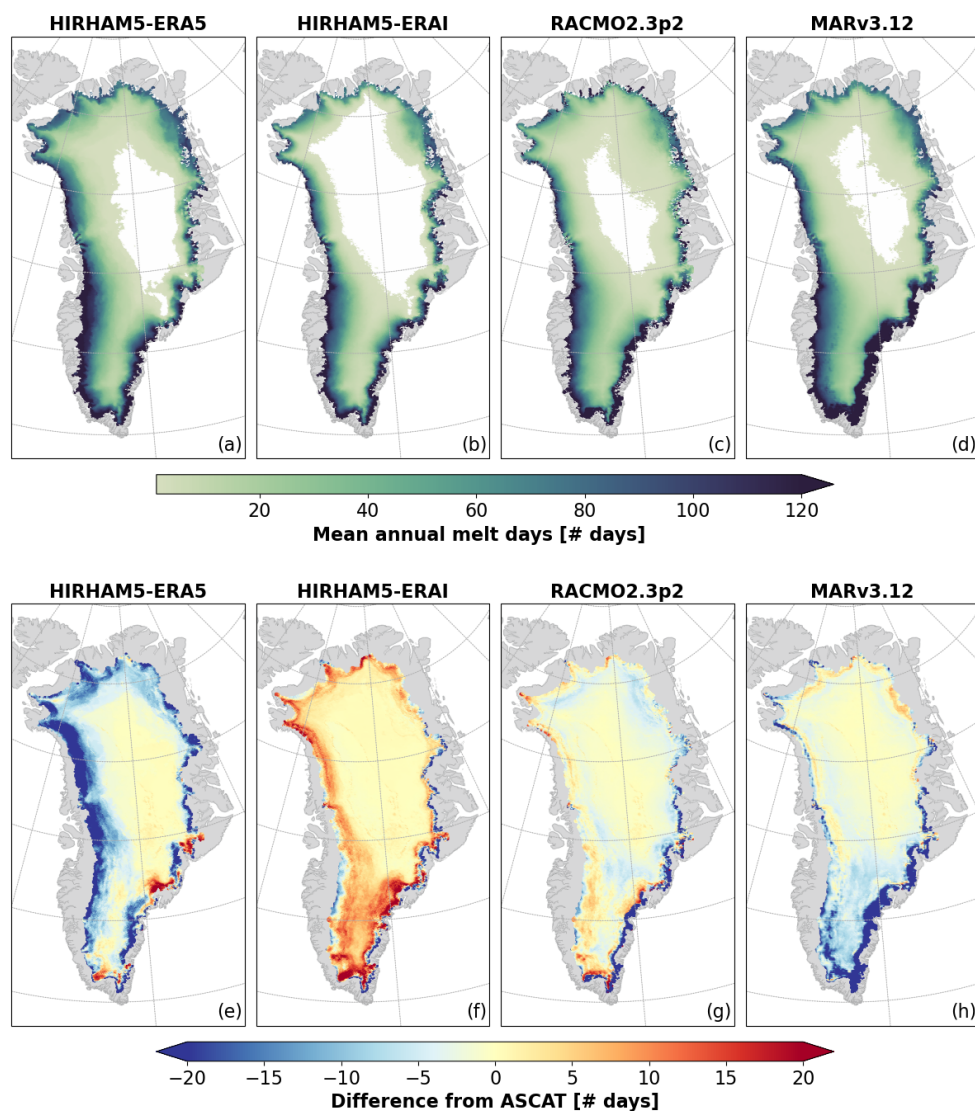 HIRHAM5-ERA5 HIRHAM5-ERAI RACMO2.3p2 MARv3.12
(a) (b) (c) (d)
20 40 60 80 100 120
Mean annual melt days [# days]
HIRHAM5-ERA5 HIRHAM5-ERAI RACMO2.3p2 MARv3.12
(e) (f) (g) (h)
−20 −15 −10 −5 0 5 10 15 20
Difference from ASCAT [# days]